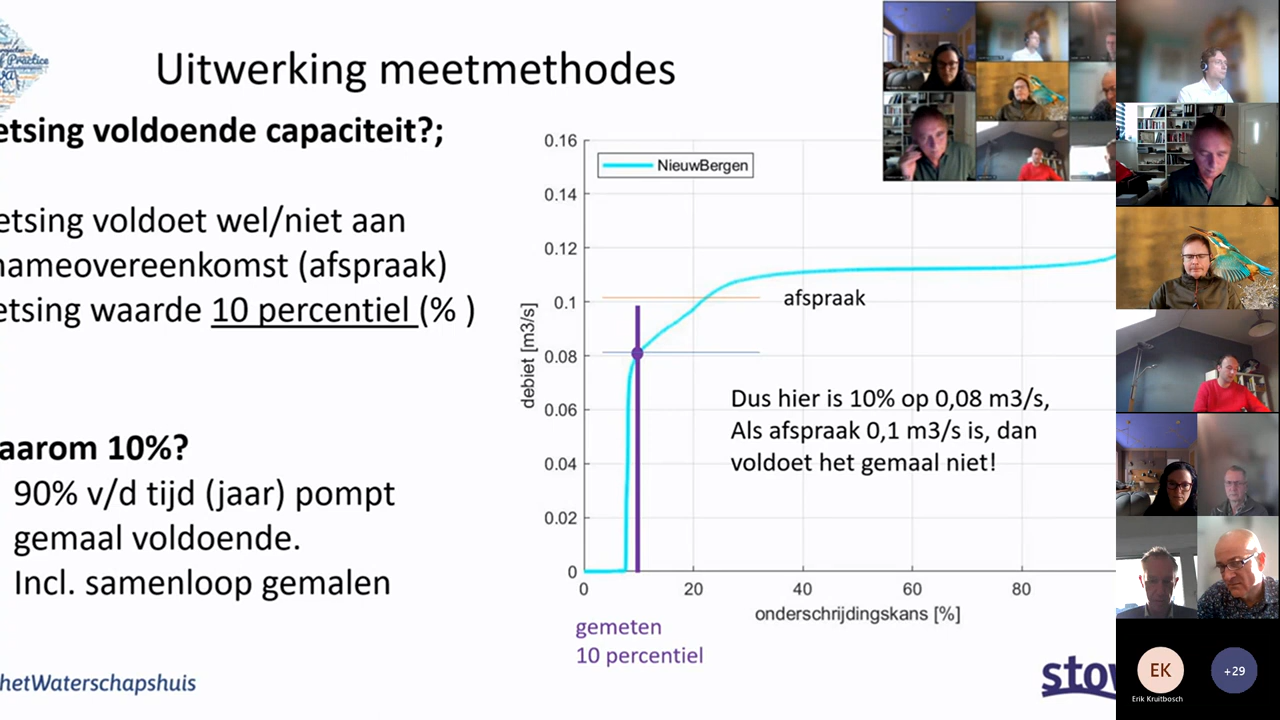 Practice
Uitwerking meetmethodes
etsing voldoende capaciteit?;
etsing voldoet wel/niet aan
nameovereenkomst (afspraak)
etsing waarde 10 percentiel (% )
aarom 10%?
90% v/d tijd (jaar) pompt
gemaal voldoende.
Incl. samenloop gemalen
hetWaterschapshuis
0.16
0.14
0.12
0.1
0.08
0.06
0.04
0.02
0
debiet [m3/s]
NieuwBergen
afspraak
Dus hier is 10% op 0,08 m3/s,
Als afspraak 0,1 m3/s is, dan
voldoet het gemaal niet!
0 20 40 60 80
onderschrijdingskans [%]
gemeten
10 percentiel
stow
EK
Erik Kruitbosch
+29